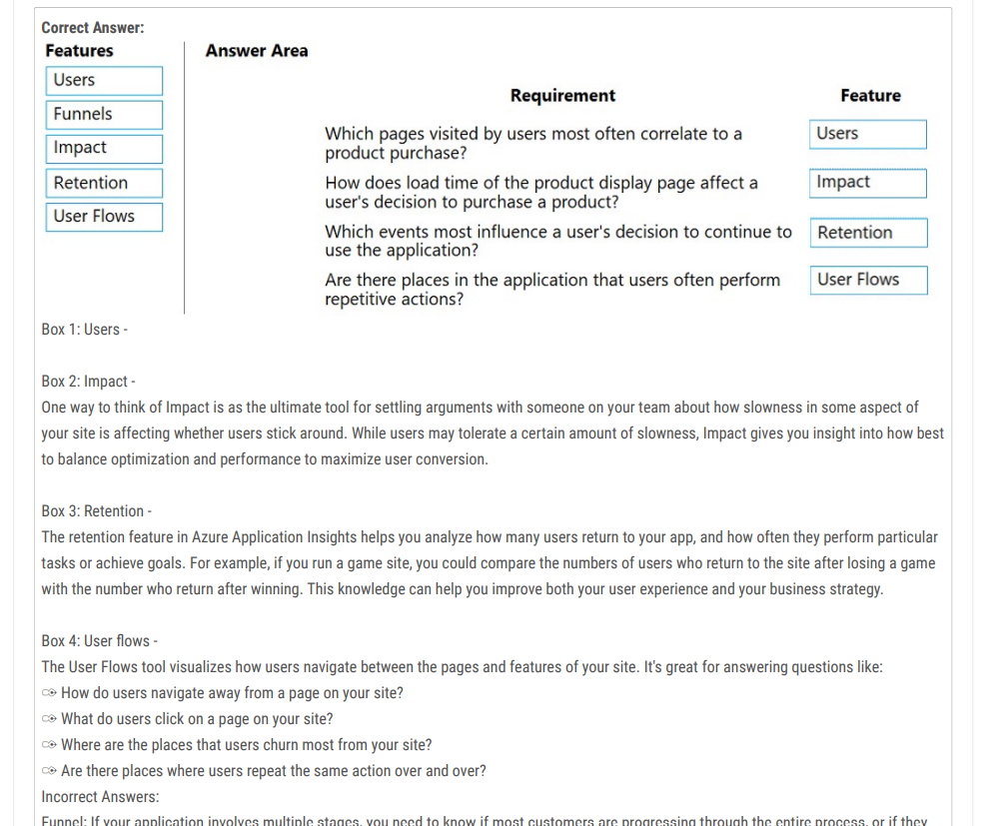 Correct Answer:
Features
Answer Area
Users
Funnels
Impact
Retention
User Flows
Requirement
Feature
Which pages visited by users most often correlate to a
product purchase?
Users
How does load time of the product display page affect a
user's decision to purchase a product?
Impact
Which events most influence a user's decision to continue to
use the application?
Retention
Are there places in the application that users often perform
repetitive actions?
User Flows
Box 1: Users -
Box 2: Impact -
One way to think of Impact is as the ultimate tool for settling arguments with someone on your team about how slowness in some aspect of
your site is affecting whether users stick around. While users may tolerate a certain amount of slowness, Impact gives you insight into how best
to balance optimization and performance to maximize user conversion.
Box 3: Retention -
The retention feature in Azure Application Insights helps you analyze how many users return to your app, and how often they perform particular
tasks or achieve goals. For example, if you run a game site, you could compare the numbers of users who return to the site after losing a game
with the number who return after winning. This knowledge can help you improve both your user experience and your business strategy.
Box 4: User flows -
The User Flows tool visualizes how users navigate between the pages and features of your site. It's great for answering questions like:
How do users navigate away from a page on your site?
What do users click on a page on your site?
Where are the places that users churn most from your site?
Are there places where users repeat the same action over and over?
Incorrect Answers:
Funnel: If your application involves multiple stages, you need to know if most customers are progressing through the entire process, or if they